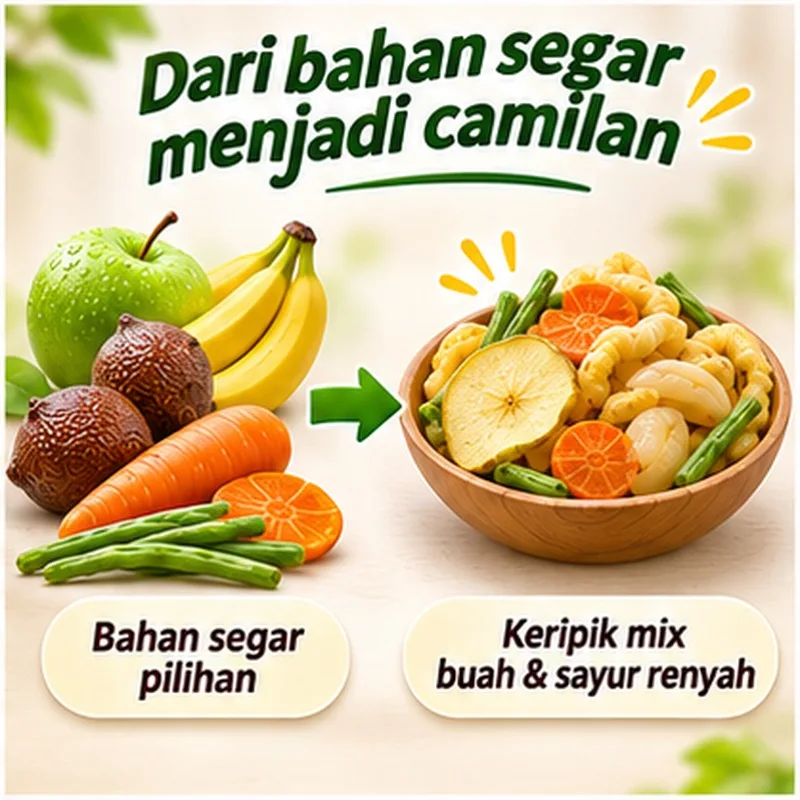 Dari bahan segar
menjadi camilan
Bahan segar
pilihan
Keripik mix
buah & sayur renyah